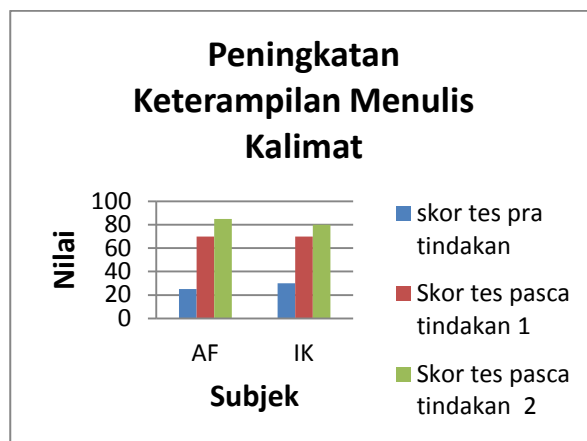 Peningkatan
Keterampilan Menulis
Kalimat
Nilai
100
80
60
40
20
0
AF IK
Subjek
skor tes pra
tindakan
Skor tes pasca
tindakan 1
Skor tes pasca
tindakan 2